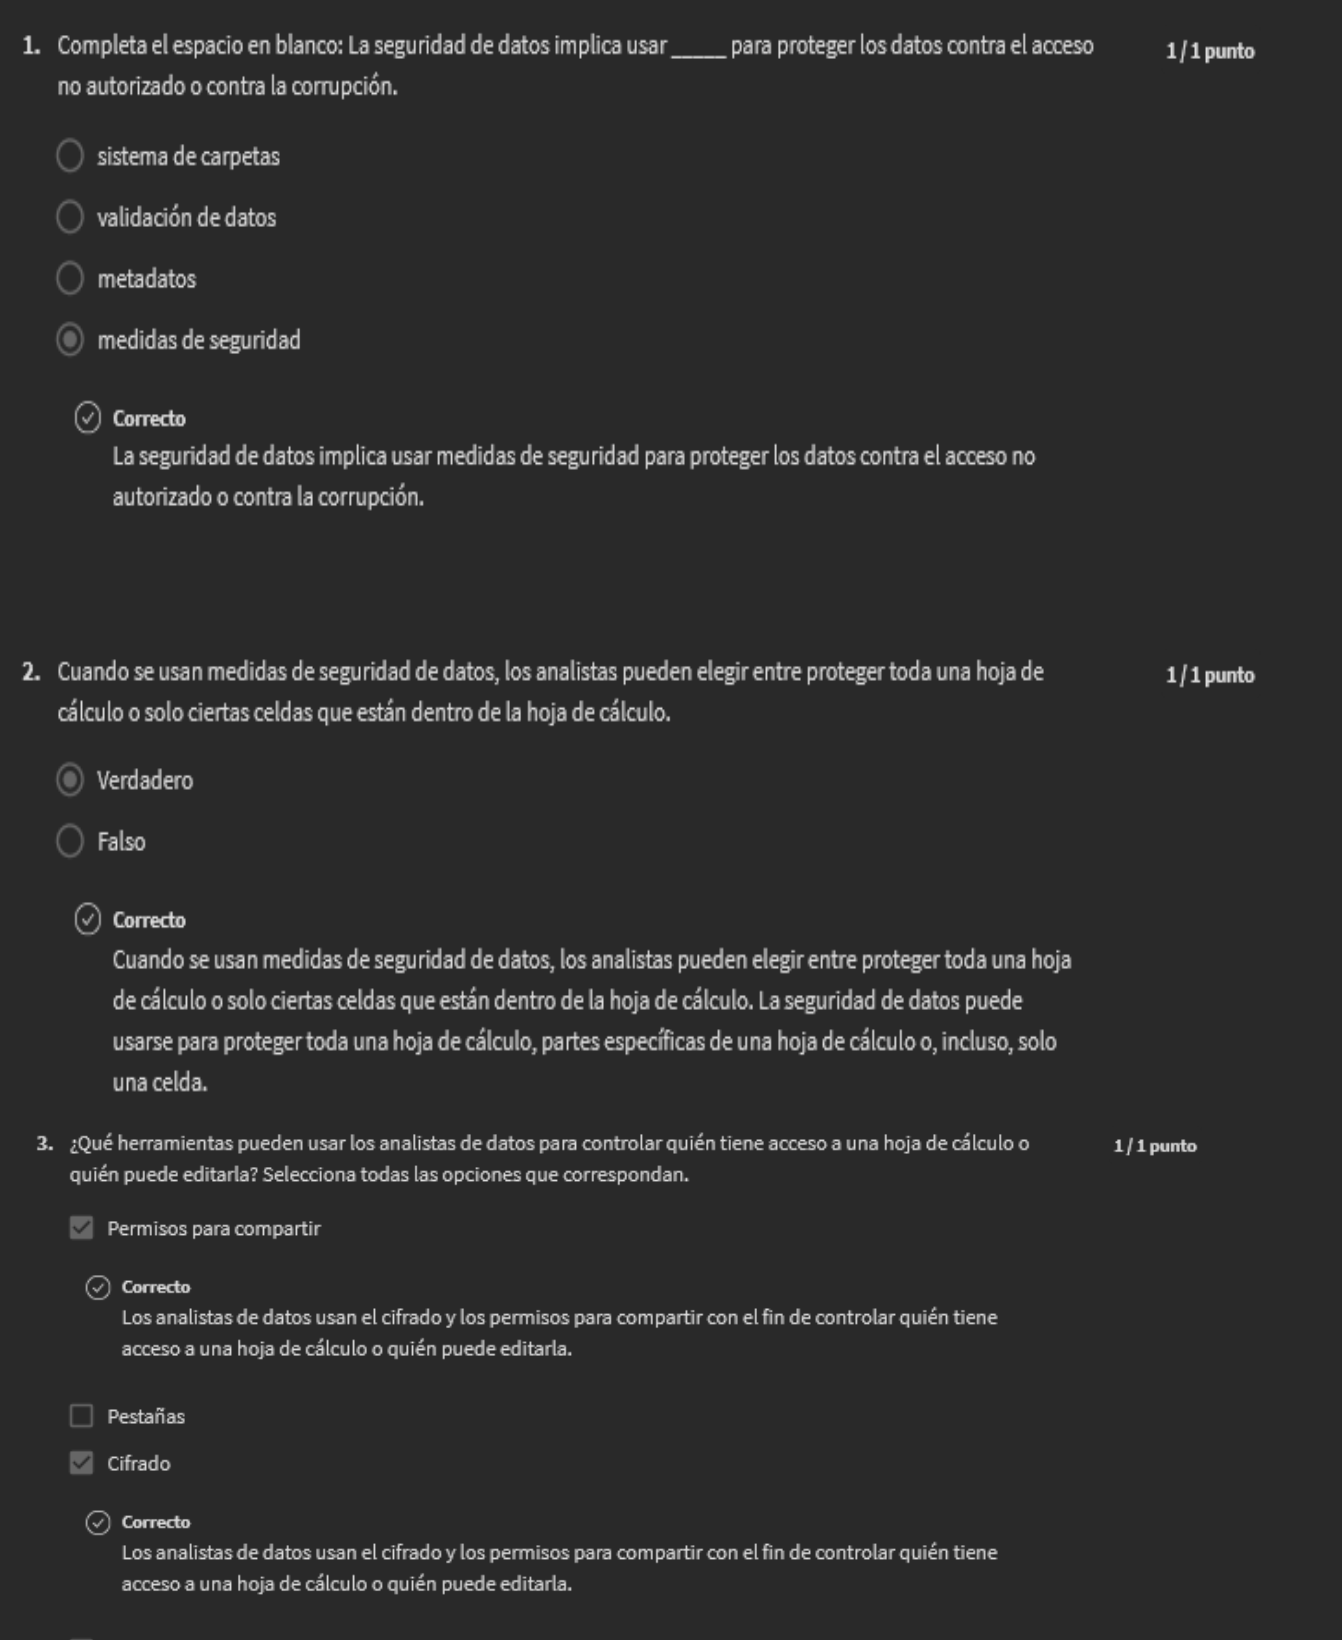 1. Completa el espacio en blanco: La seguridad de datos implica usar _____ para proteger los datos contra el acceso 1 / 1 punto
no autorizado o contra la corrupción.
sistema de carpetas
validación de datos
metadatos
medidas de seguridad
Correcto
La seguridad de datos implica usar medidas de seguridad para proteger los datos contra el acceso no
autorizado o contra la corrupción.
2. Cuando se usan medidas de seguridad de datos, los analistas pueden elegir entre proteger toda una hoja de 1 / 1 punto
cálculo o solo ciertas celdas que están dentro de la hoja de cálculo.
Verdadero
Falso
Correcto
Cuando se usan medidas de seguridad de datos, los analistas pueden elegir entre proteger toda una hoja
de cálculo o solo ciertas celdas que están dentro de la hoja de cálculo. La seguridad de datos puede
usarse para proteger toda una hoja de cálculo, partes específicas de una hoja de cálculo o, incluso, solo
una celda.
3. ¿Qué herramientas pueden usar los analistas de datos para controlar quién tiene acceso a una hoja de cálculo o 1 / 1 punto
quién puede editarla? Selecciona todas las opciones que correspondan.
Permisos para compartir
Correcto
Los analistas de datos usan el cifrado y los permisos para compartir con el fin de controlar quién tiene
acceso a una hoja de cálculo o quién puede editarla.
Pestañas
Cifrado
Correcto
Los analistas de datos usan el cifrado y los permisos para compartir con el fin de controlar quién tiene
acceso a una hoja de cálculo o quién puede editarla.